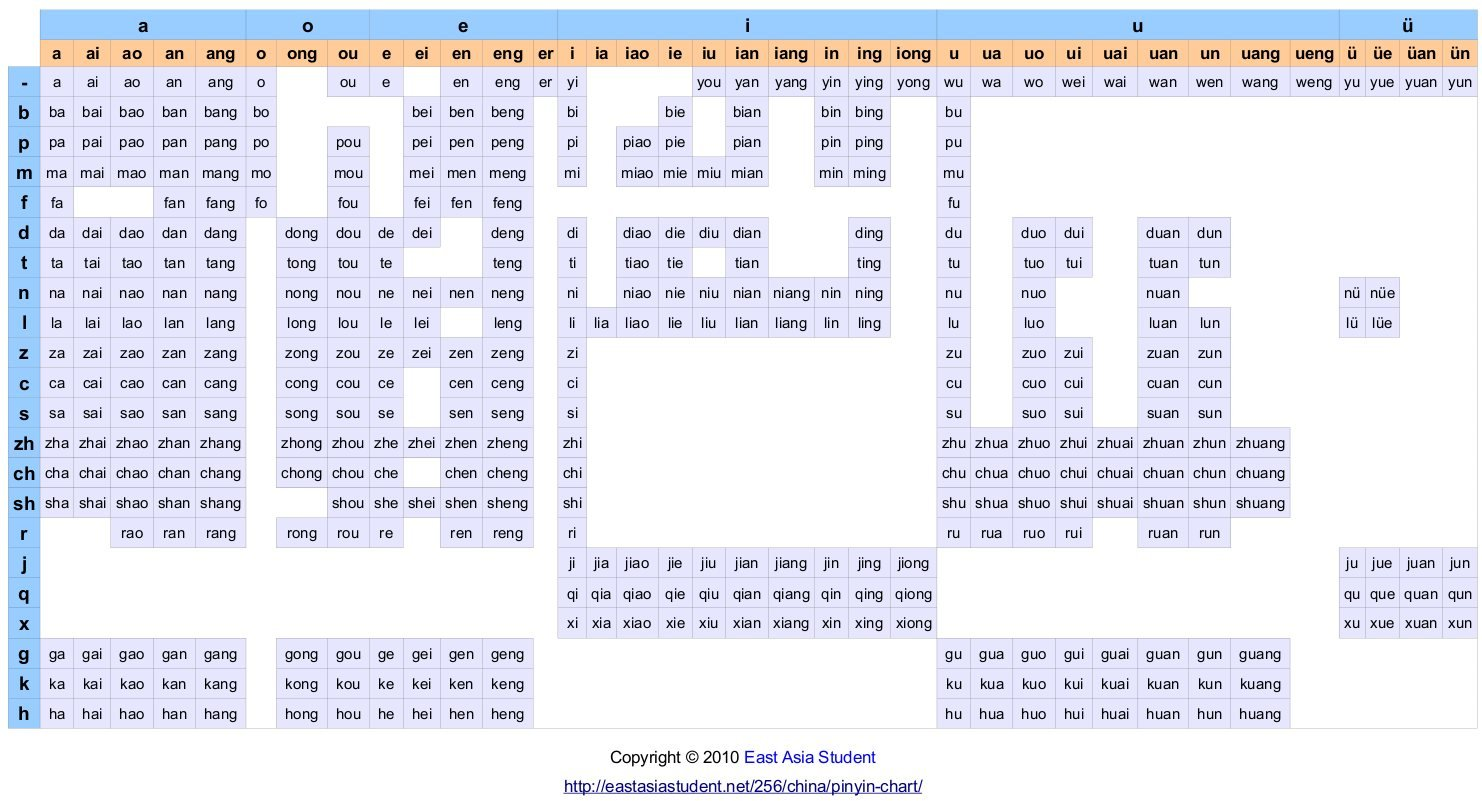 a o e i u ü
a ai ao an ang o ong ou e ei en eng er i ia iao ie iu ian iang in ing iong u ua uo ui uai uan un uang ueng ü üe üan ün
- a ai ao an ang o ou e en eng er yi you yan yang yin ying yong wu wa wo wei wai wan wen wang weng yu yue yuan yun
b ba bai bao ban bang bo bei ben beng bi bie bian bin bing bu
p pa pai pao pan pang po pou pei pen peng pi piao pie pian pin ping pu
m ma mai mao man mang mo mou mei men meng mi miao mie miu mian min ming mu
f fa fan fang fo fou fei fen feng fu
d da dai dao dan dang dong dou de dei deng di diao die diu dian ding du duo dui duan dun
t ta tai tao tan tang tong tou te teng ti tiao tie tian ting tu tuo tui tuan tun
n na nai nao nan nang nong nou ne nei nen neng ni niao nie niu nian niang nin ning nu nuo nuan nü nüe
l la lai lao lan lang long lou le lei leng li lia liao lie liu lian liang lin ling lu luo luan lun lü lüe
z za zai zao zan zang zong zou ze zei zen zeng zi zu zuo zui zuan zun
c ca cai cao can cang cong cou ce cen ceng ci cu cuo cui cuan cun
s sa sai sao san sang song sou se sen seng si su suo sui suan sun
zh zha zhai zhao zhan zhang zhong zhou zhe zhei zhen zheng zhi zhu zhua zhuo zhui zhuai zhuan zhun zhuang
ch cha chai chao chan chang chong chou che chen cheng chi chu chua chuo chui chuai chuan chun chuang
sh sha shai shao shan shang shou she shei shen sheng shi shu shua shuo shui shuai shuan shun shuang
r rao ran rang rong rou re ren reng ri ru rua ruo rui ruan run
j ji jia jiao jie jiu jian jiang jin jing jiong ju jue juan jun
q qi qia qiao qie qiu qian qiang qin qing qiong qu que quan qun
x xi xia xiao xie xiu xian xiang xin xing xiong xu xue xuan xun
g ga gai gao gan gang gong gou ge gei gen geng gu gua guo gui guai guan gun guang
k ka kai kao kan kang kong kou ke kei ken keng ku kua kuo kui kuai kuan kun kuang
h ha hai hao han hang hong hou he hei hen heng hu hua huo hui huai huan hun huang
Copyright © 2010 East Asia Student
http://eastasiastudent.net/256/china/pinyin-chart/